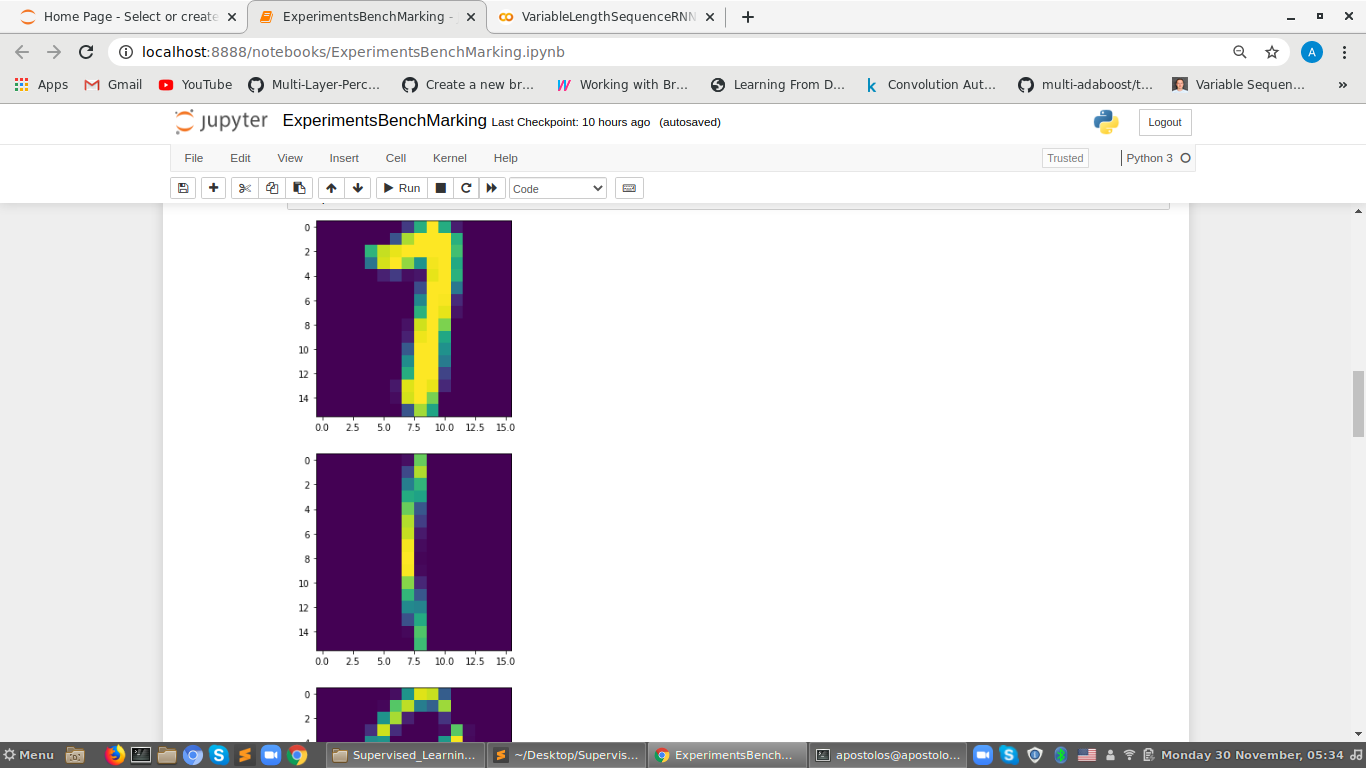 Home Page - Select or create
ExperimentsBenchMarking -
VariableLengthSequenceRNN
localhost:8888/notebooks/ExperimentsBenchMarking.ipynb
A
Apps Gmail YouTube Multi-Layer-Perc… Create a new br… Working with Br… Learning From D… Convolution Aut… multi-adaboost/t… Variable Sequen… »
jupyter ExperimentsBenchMarking Last Checkpoint: 10 hours ago (autosaved) Logout
File Edit View Insert Cell Kernel Help Trusted Python 3
Run Code
0
2
4
6
8
10
12
14
0.0 2.5 5.0 7.5 10.0 12.5 15.0
0
2
4
6
8
10
12
14
0.0 2.5 5.0 7.5 10.0 12.5 15.0
0
2
Menu Supervised_Learnin… ~/Desktop/Supervis… ExperimentsBench… apostolos@apostolo… Monday 30 November, 05:34